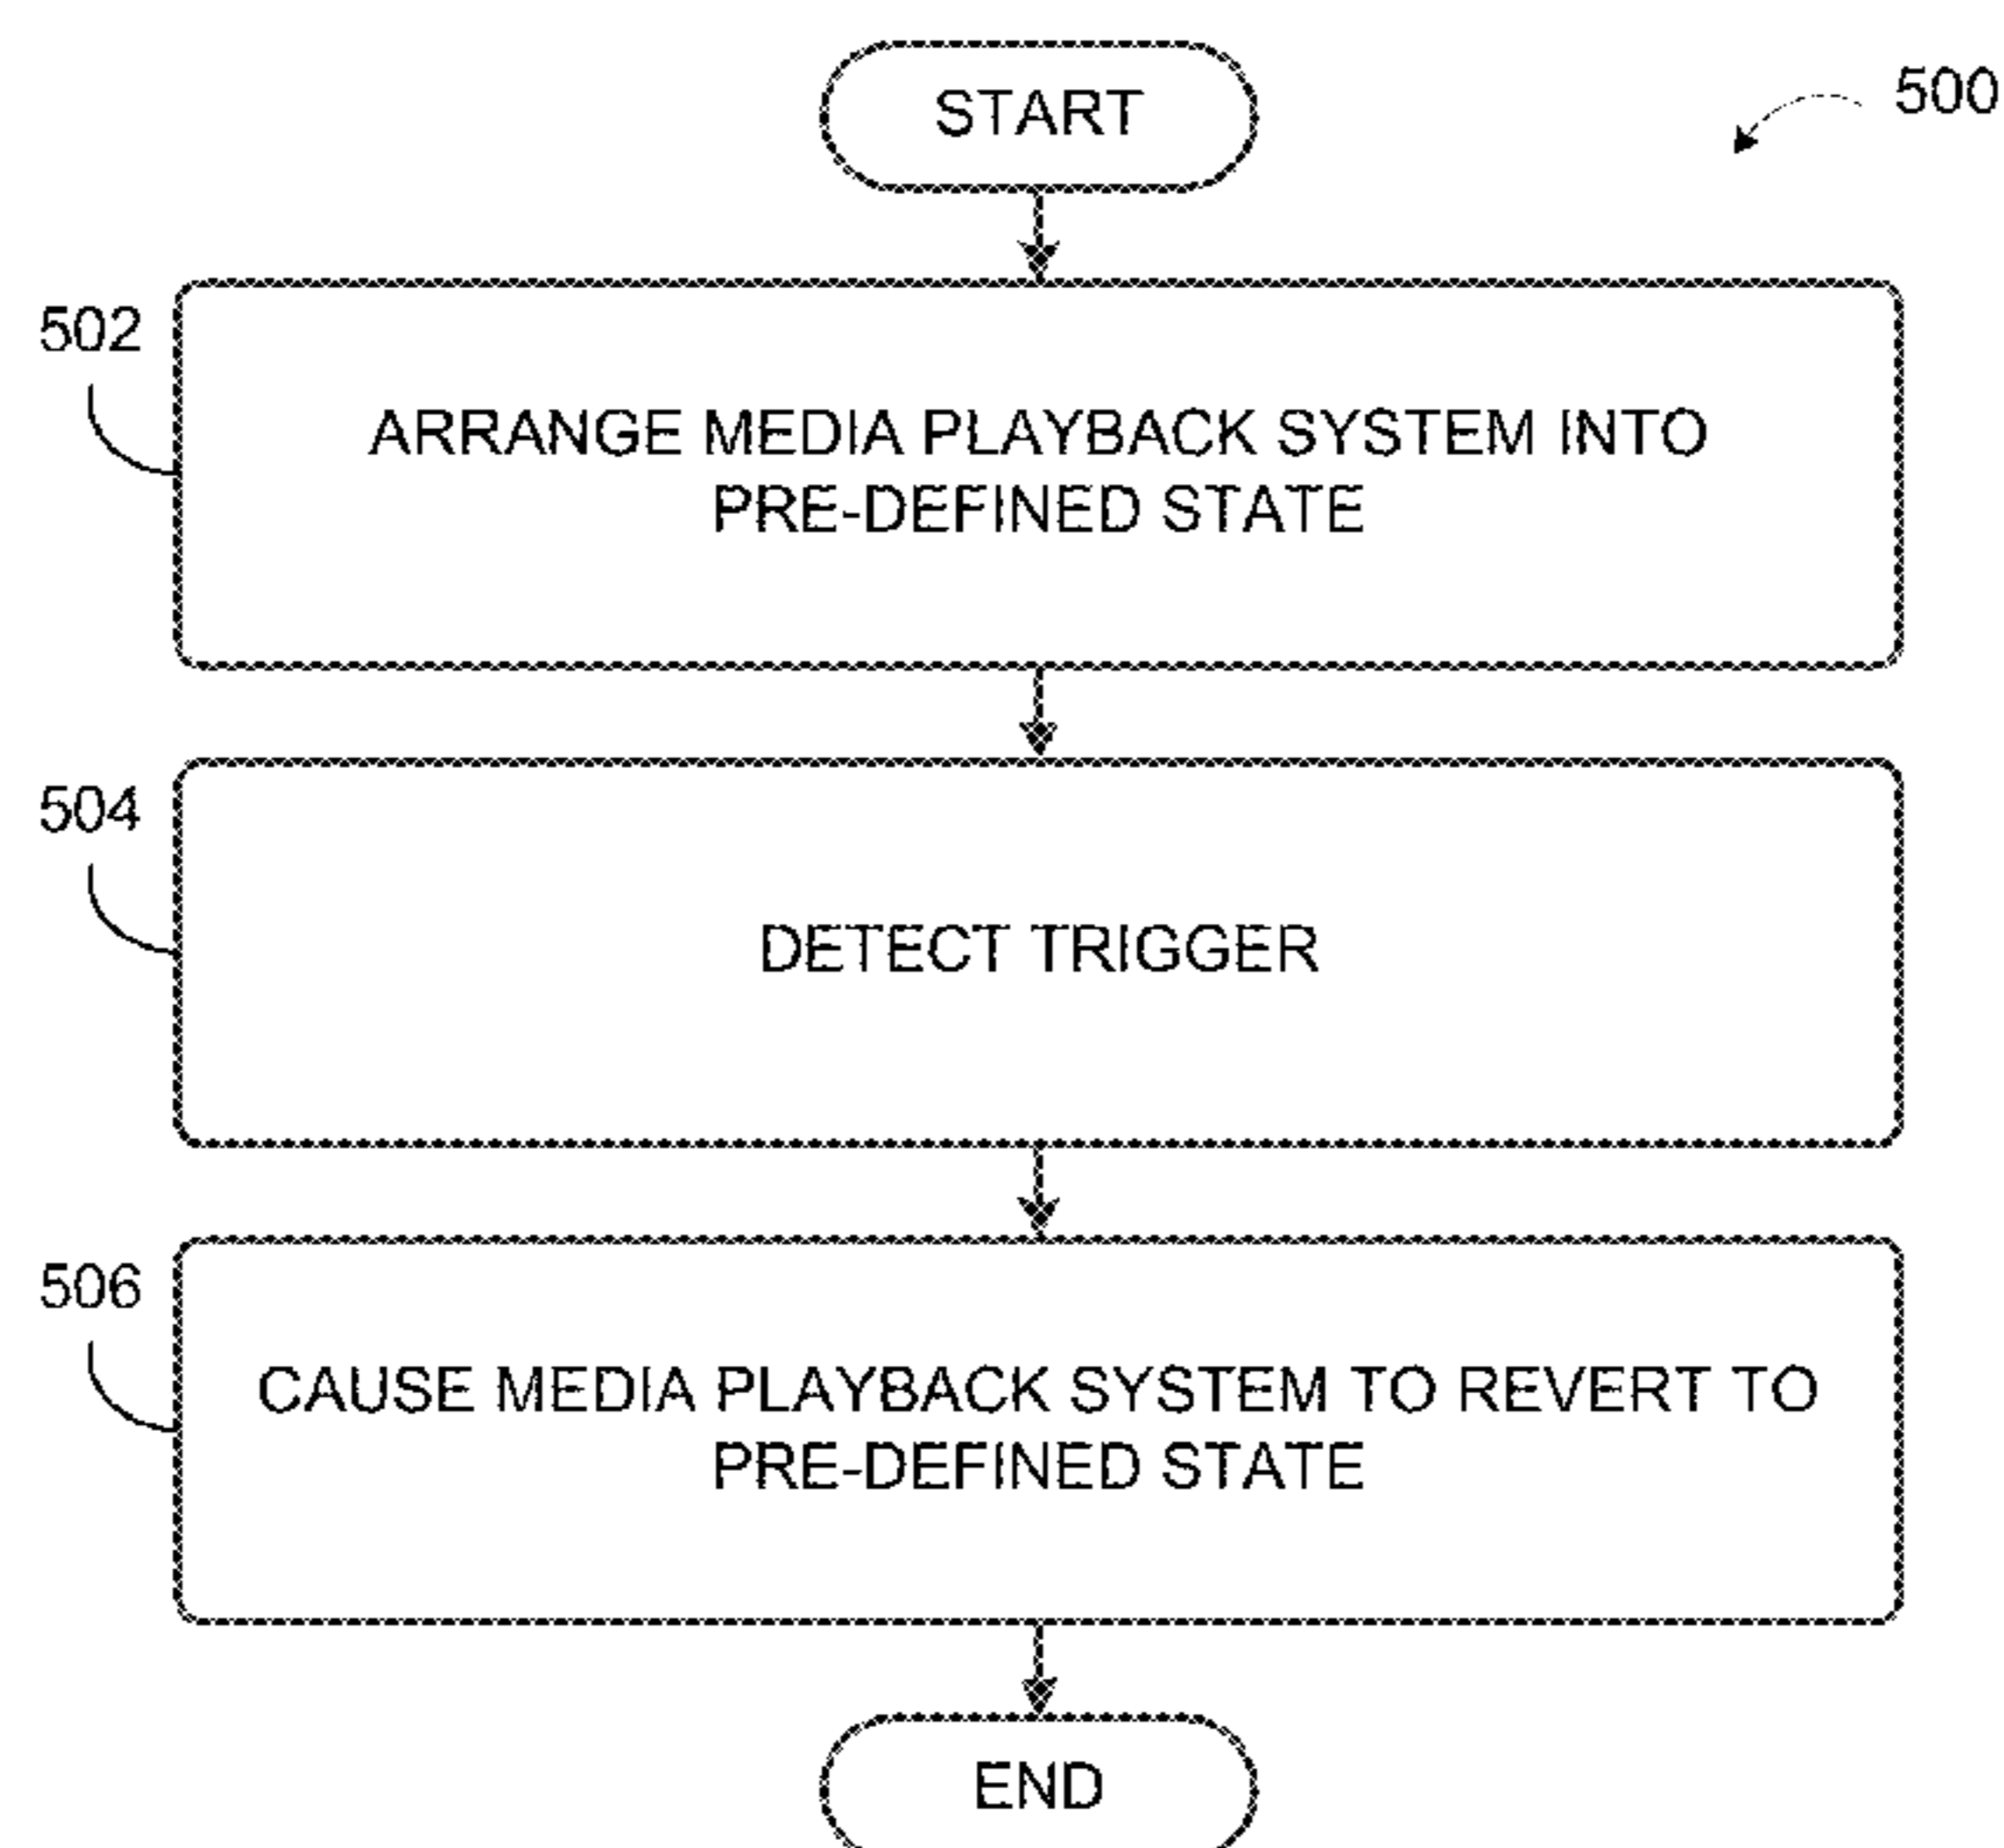 START
500
502
ARRANGE MEDIA PLAYBACK SYSTEM INTO
PRE-DEFINED STATE
504
DETECT TRIGGER
506
CAUSE MEDIA PLAYBACK SYSTEM TO REVERT TO
PRE-DEFINED STATE
END